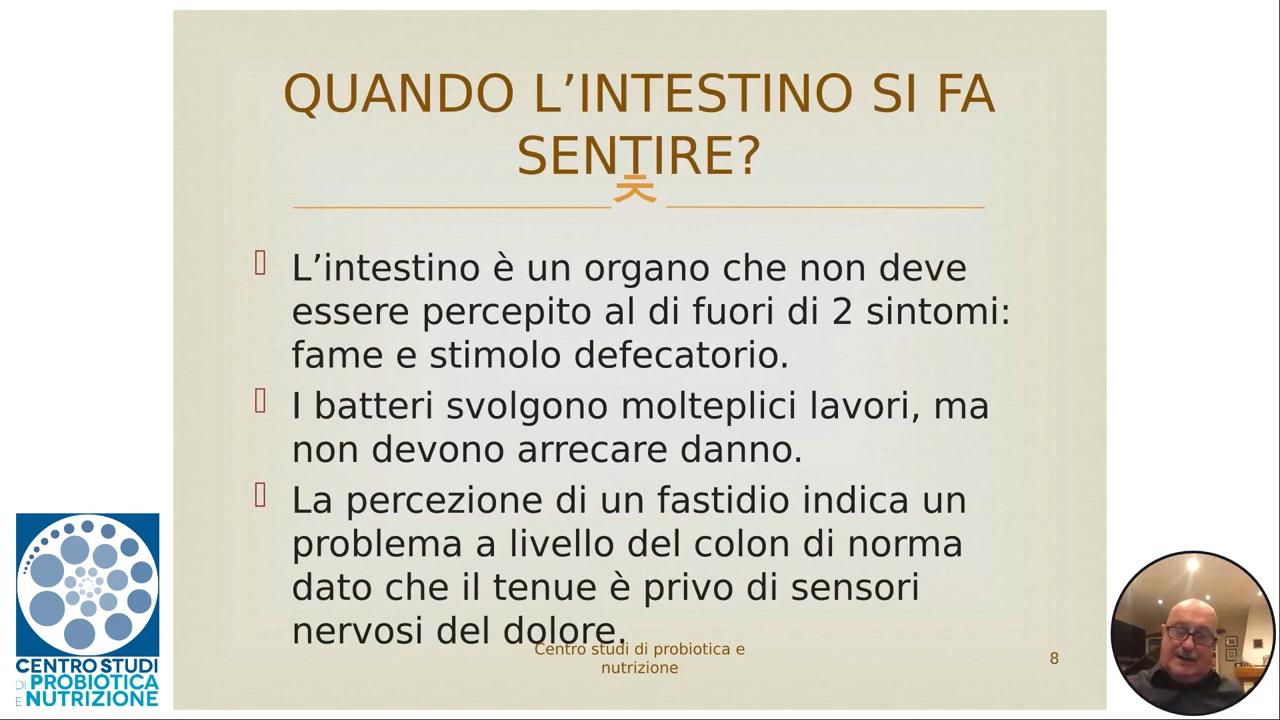 QUANDO L’INTESTINO SI FA
SENTIRE?
L’intestino è un organo che non deve
essere percepito al di fuori di 2 sintomi:
fame e stimolo defecatorio.
I batteri svolgono molteplici lavori, ma
non devono arrecare danno.
La percezione di un fastidio indica un
problema a livello del colon di norma
dato che il tenue è privo di sensori
nervosi del dolore.
Centro studi di probiotica e
nutrizione
8
CENTRO STUDI
DI PROBIOTICA
E NUTRIZIONE